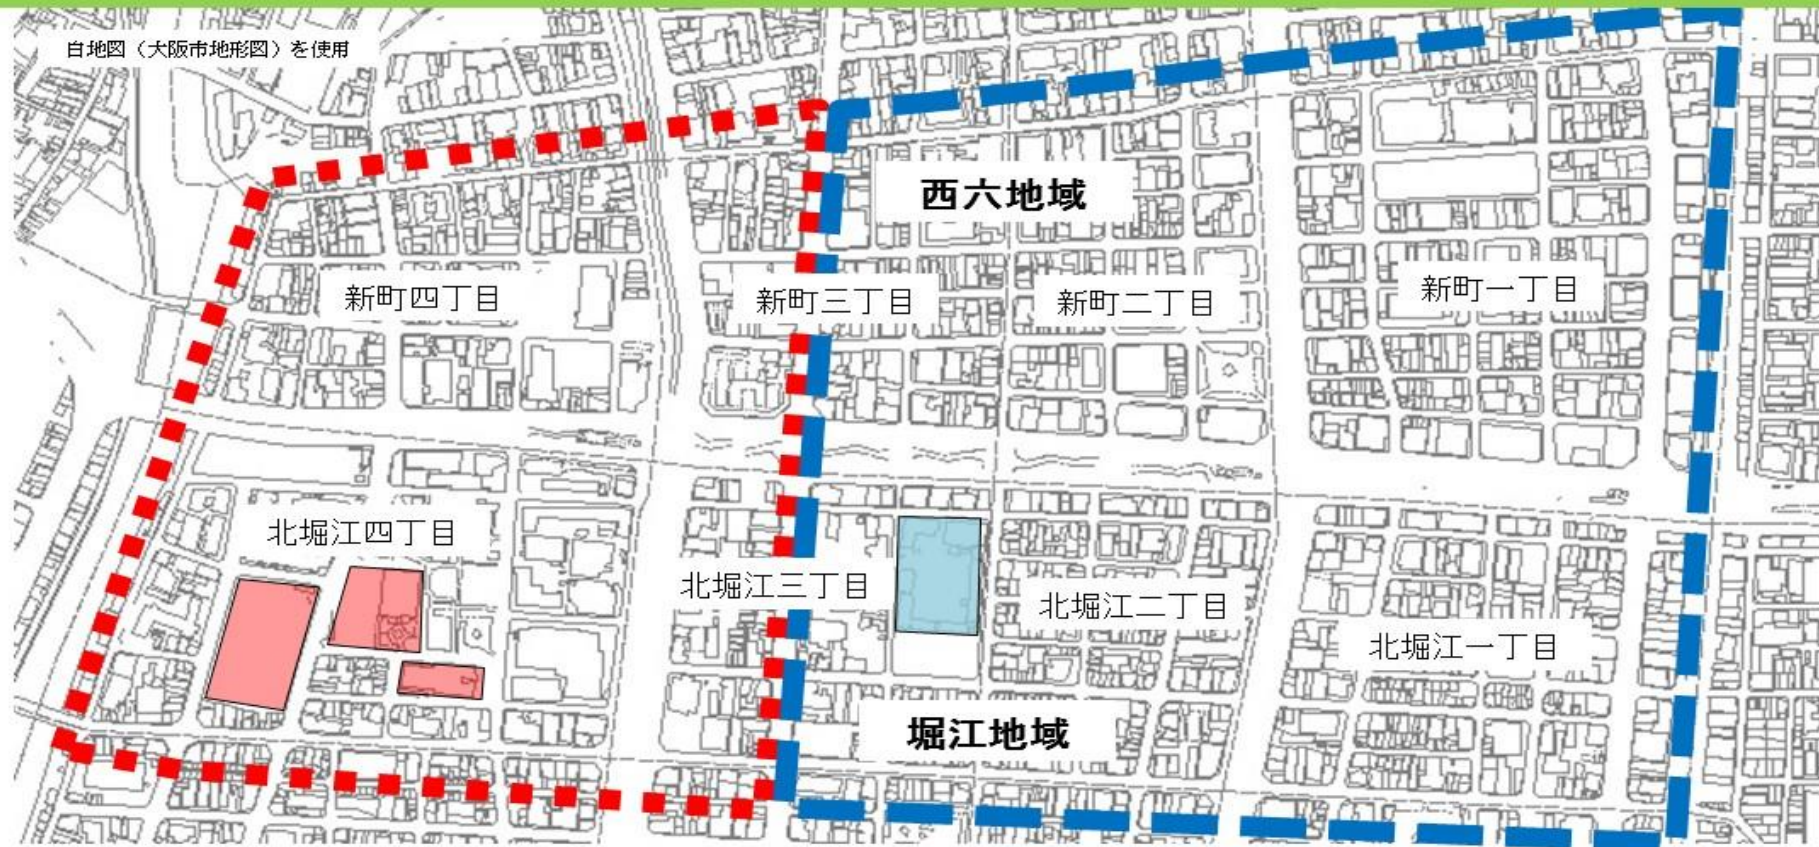 白地図（大阪市地形図）を使用
西六地域
新町四丁目
新町三丁目
新町二丁目
新町一丁目
北堀江四丁目
北堀江三丁目
北堀江二丁目
北堀江一丁目
堀江地域